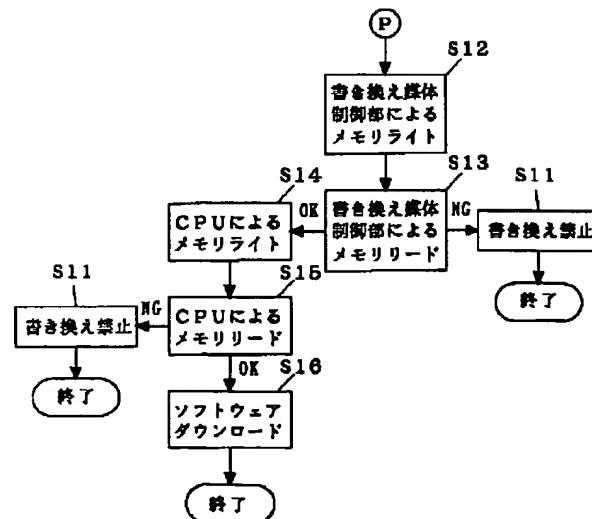 P
S12
書き換え媒体
制御部による
メモリライト
S13
書き換え媒体
制御部による
メモリリード
OK
NG
S11
書き換え禁止
終了
S14
CPUによる
メモリライト
S15
CPUによる
メモリリード
NG
S11
書き換え禁止
終了
OK
S16
ソフトウェア
ダウンロード
終了